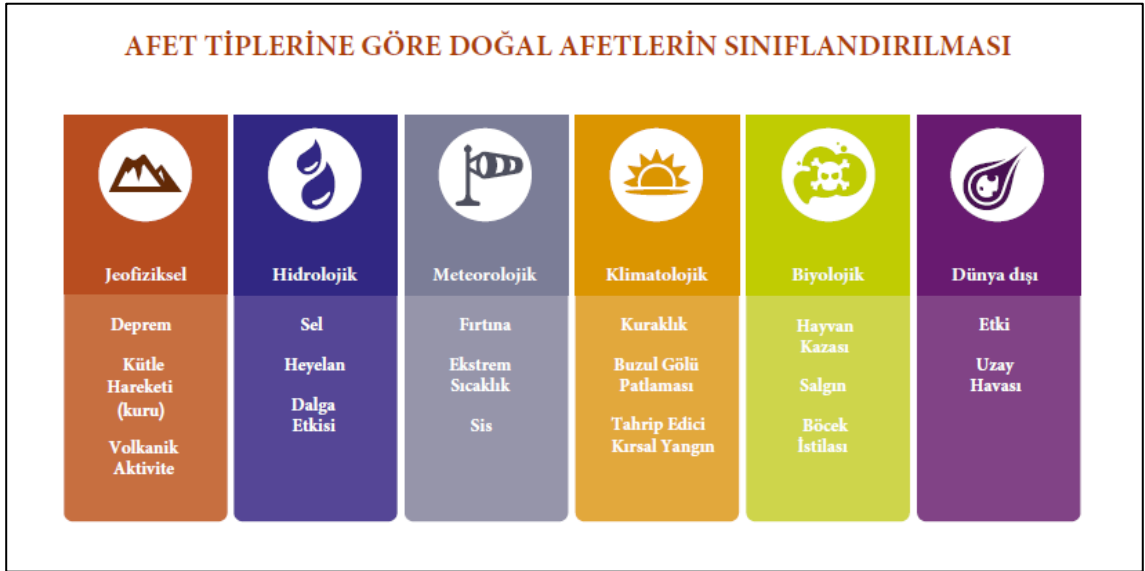 AFET TİPLERİNE GÖRE DOĞAL AFETLERİN SINIFLANDIRILMASI
Jeofiziksel
Deprem
Kütle
Hareketi
(kuru)
Volkanik
Aktivite
Hidrolojik
Sel
Heyelan
Dalga
Etkisi
Meteorolojik
Fırtına
Ekstrem
Sıcaklık
Sis
Klimatolojik
Kuraklık
Buzul Gölü
Patlaması
Tahrip Edici
Kırsal Yangın
Biyolojik
Hayvan
Kazası
Salgın
Böcek
İstilası
Dünya dışı
Etki
Uzay
Havası